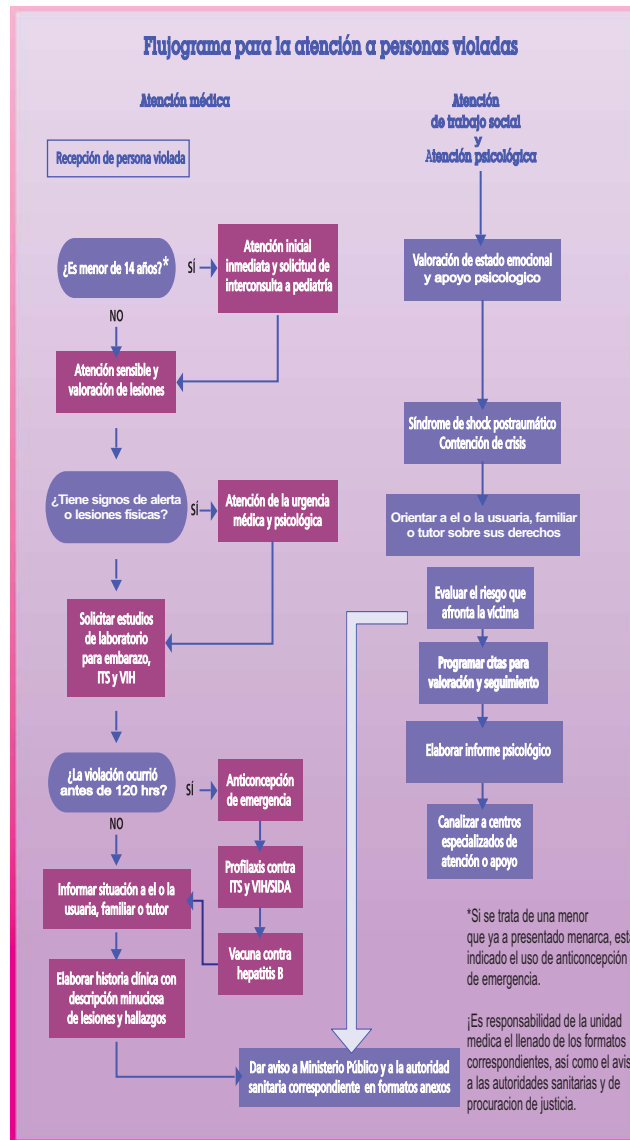 Flujograma para la atención a personas violadas
Atención médica
Recepción de persona violada
¿Es menor de 14 años?*
SÍ
Atención inicial
inmediata y solicitud de
interconsulta a pediatría
NO
Atención sensible y
valoración de lesiones
¿Tiene signos de alerta
o lesiones físicas?
SÍ
Atención de la urgencia
médica y psicológica
Solicitar estudios
de laboratorio
para embarazo,
ITS y VIH
¿La violación ocurrió
antes de 120 hrs?
SÍ
Anticoncepción
de emergencia
NO
Profilaxis contra
ITS y VIH/SIDA
Informar situación a el o la
usuaria, familiar o tutor
Vacuna contra
hepatitis B
Elaborar historia clínica con
descripción minuciosa
de lesiones y hallazgos
Atención
de trabajo social
y
Atención psicológica
Valoración de estado emocional
y apoyo psicologico
Síndrome de shock postraumático
Contención de crisis
Orientar a el o la usuaria, familiar
o tutor sobre sus derechos
Evaluar el riesgo que
afronta la víctima
Programar citas para
valoración y seguimiento
Elaborar informe psicológico
Canalizar a centros
especializados de
atención o apoyo
Dar aviso a Ministerio Público y a la autoridad
sanitaria correspondiente en formatos anexos
*Si se trata de una menor
que ya a presentado menarca, est
indicado el uso de anticoncepción
de emergencia.
¡Es responsabilidad de la unidad
medica el llenado de los formatos
correspondientes, así como el avis
a las autoridades sanitarias y de
procuracion de justicia.